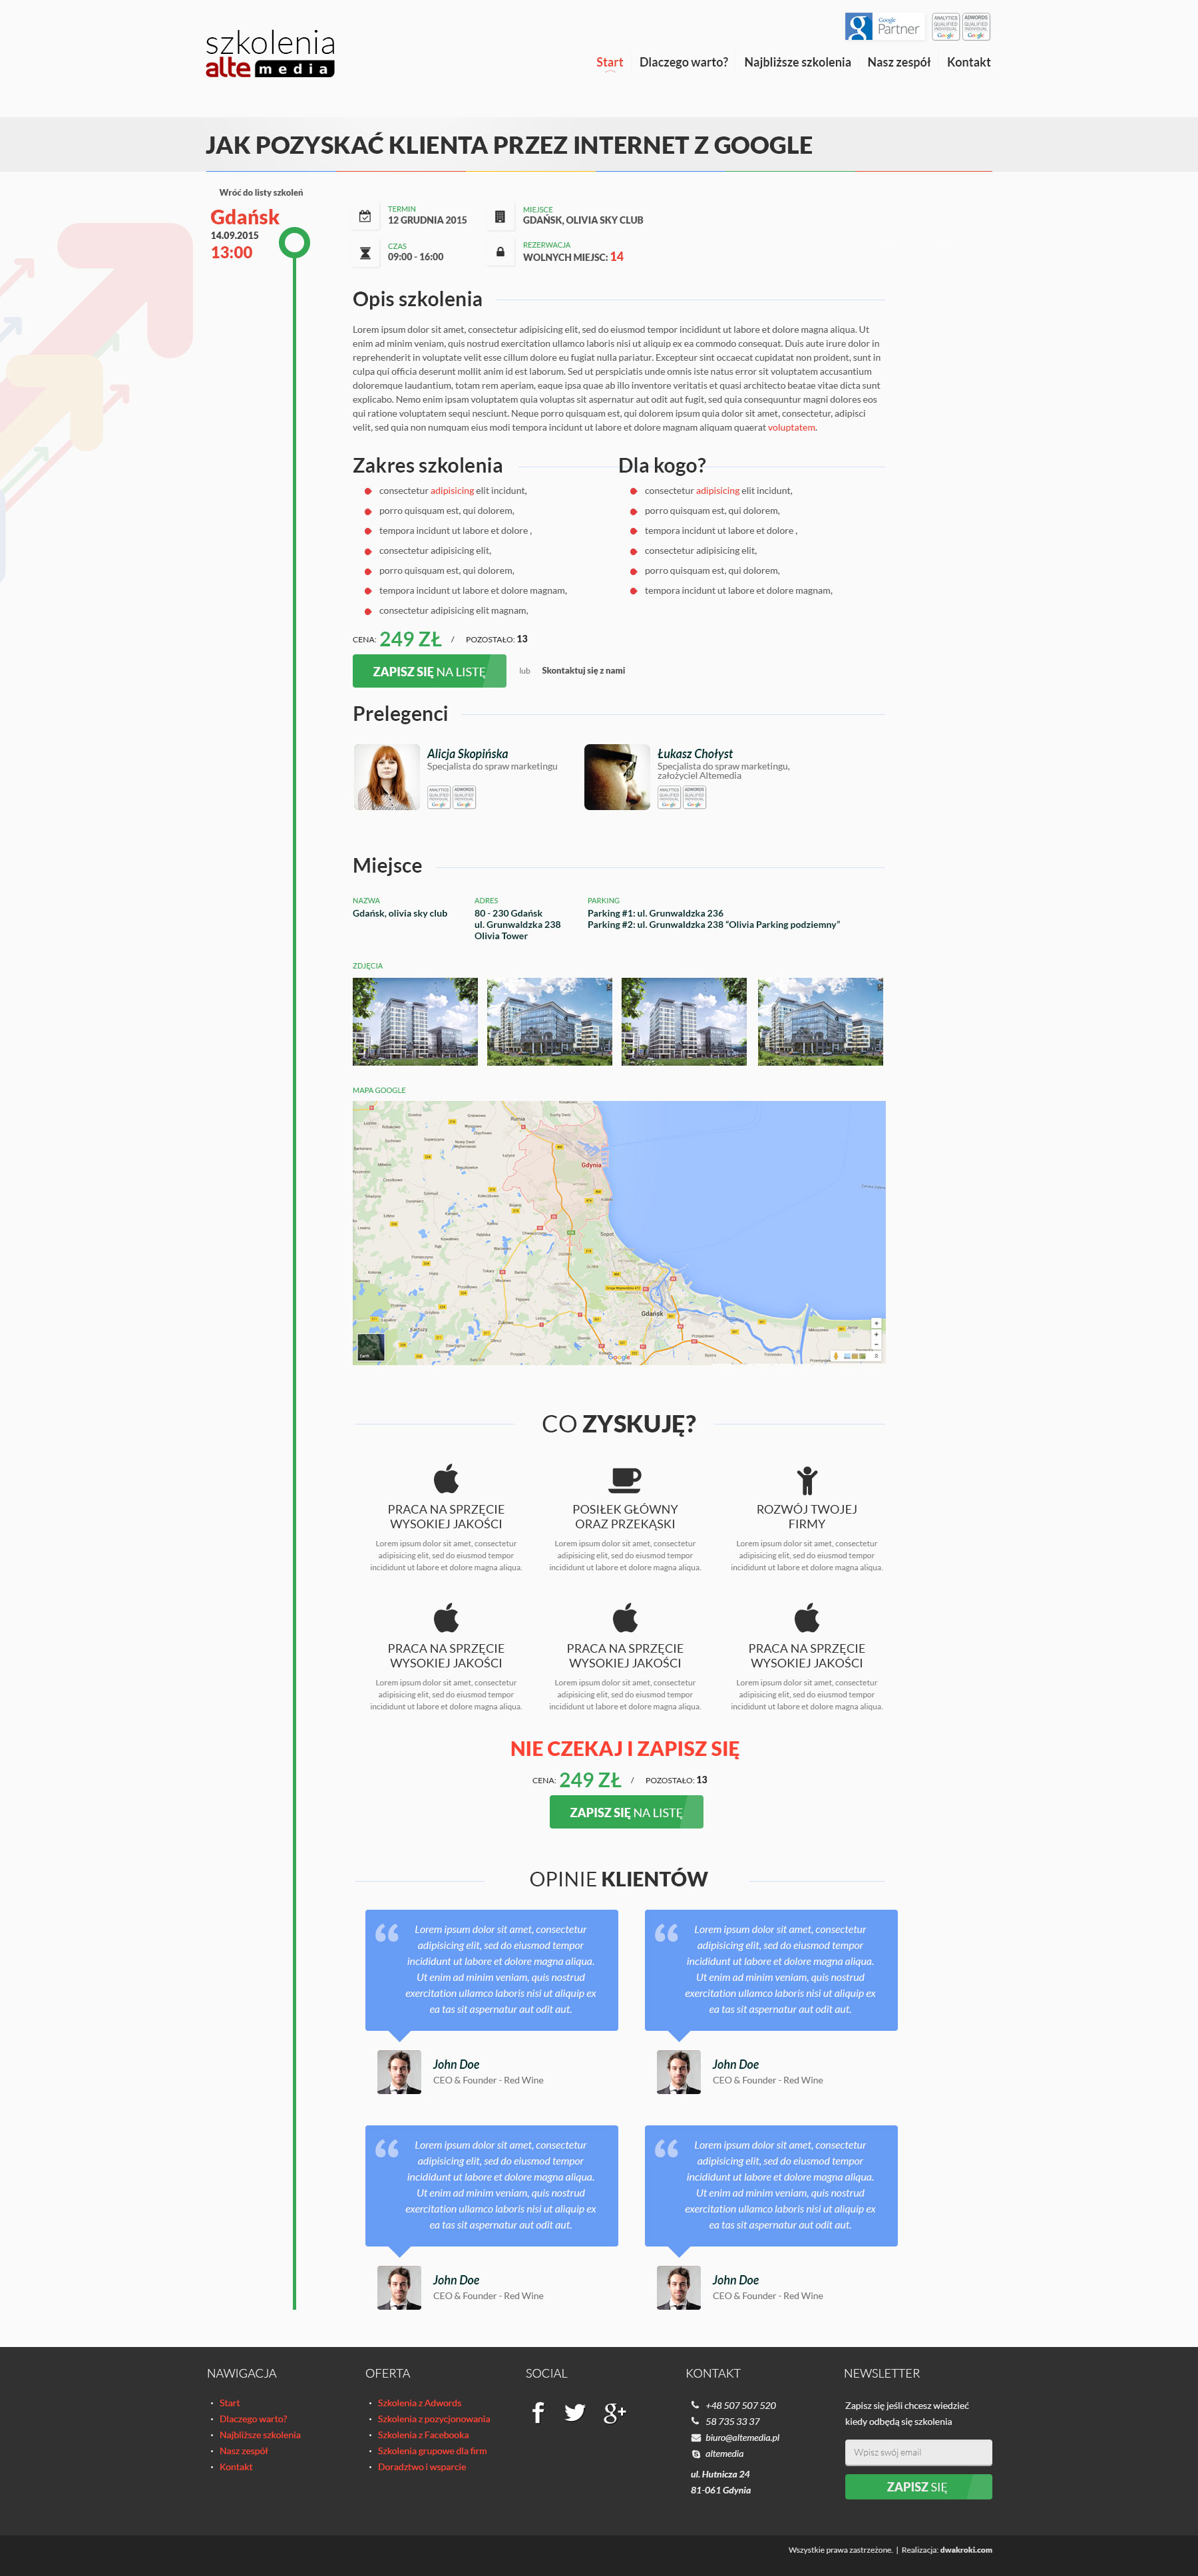 szkolenia
alte media
Google Partner
ANALYTICS QUALIFIED INDIVIDUAL Google
ADWORDS QUALIFIED INDIVIDUAL Google
Start Dlaczego warto? Najbliższe szkolenia Nasz zespół Kontakt
JAK POZYSKAĆ KLIENTA PRZEZ INTERNET Z GOOGLE
Wróć do listy szkoleń
Gdańsk
14.09.2015
13:00
TERMIN
12 GRUDNIA 2015
MIEJSCE
GDAŃSK, OLIVIA SKY CLUB
CZAS
09:00 - 16:00
REZERWACJA
WOLNYCH MIEJSC: 14
Opis szkolenia
Lorem ipsum dolor sit amet, consectetur adipisicing elit, sed do eiusmod tempor incididunt ut labore et dolore magna aliqua. Ut
enim ad minim veniam, quis nostrud exercitation ullamco laboris nisi ut aliquip ex ea commodo consequat. Duis aute irure dolor in
reprehenderit in voluptate velit esse cillum dolore eu fugiat nulla pariatur. Excepteur sint occaecat cupidatat non proident, sunt in
culpa qui officia deserunt mollit anim id est laborum. Sed ut perspiciatis unde omnis iste natus error sit voluptatem accusantium
doloremque laudantium, totam rem aperiam, eaque ipsa quae ab illo inventore veritatis et quasi architecto beatae vitae dicta sunt
explicabo. Nemo enim ipsam voluptatem quia voluptas sit aspernatur aut odit aut fugit, sed quia consequuntur magni dolores eos
qui ratione voluptatem sequi nesciunt. Neque porro quisquam est, qui dolorem ipsum quia dolor sit amet, consectetur, adipisci
velit, sed quia non numquam eius modi tempora incidunt ut labore et dolore magnam aliquam quaerat voluptatem.
Zakres szkolenia
consectetur adipisicing elit incidunt,
porro quisquam est, qui dolorem,
tempora incidunt ut labore et dolore ,
consectetur adipisicing elit,
porro quisquam est, qui dolorem,
tempora incidunt ut labore et dolore magnam,
consectetur adipisicing elit magnam,
Dla kogo?
consectetur adipisicing elit incidunt,
porro quisquam est, qui dolorem,
tempora incidunt ut labore et dolore ,
consectetur adipisicing elit,
porro quisquam est, qui dolorem,
tempora incidunt ut labore et dolore magnam,
CENA: 249 ZŁ / POZOSTAŁO: 13
ZAPISZ SIĘ NA LISTĘ lub Skontaktuj się z nami
Prelegenci
Alicja Skopińska
Specjalista do spraw marketingu
ANALYTICS QUALIFIED INDIVIDUAL Google
ADWORDS QUALIFIED INDIVIDUAL Google
Łukasz Chołyst
Specjalista do spraw marketingu,
założyciel Altemedia
ANALYTICS QUALIFIED INDIVIDUAL Google
ADWORDS QUALIFIED INDIVIDUAL Google
Miejsce
NAZWA
Gdańsk, olivia sky club
ADRES
80 - 230 Gdańsk
ul. Grunwaldzka 238
Olivia Tower
PARKING
Parking #1: ul. Grunwaldzka 236
Parking #2: ul. Grunwaldzka 238 “Olivia Parking podziemny”
ZDJĘCIA
MAPA GOOGLE
Rumia
Gdynia
Sopot
Gdańsk
Kartuzy
Google
CO ZYSKUJĘ?
PRACA NA SPRZĘCIE
WYSOKIEJ JAKOŚCI
Lorem ipsum dolor sit amet, consectetur
adipisicing elit, sed do eiusmod tempor
incididunt ut labore et dolore magna aliqua.
POSIŁEK GŁÓWNY
ORAZ PRZEKĄSKI
Lorem ipsum dolor sit amet, consectetur
adipisicing elit, sed do eiusmod tempor
incididunt ut labore et dolore magna aliqua.
ROZWÓJ TWOJEJ
FIRMY
Lorem ipsum dolor sit amet, consectetur
adipisicing elit, sed do eiusmod tempor
incididunt ut labore et dolore magna aliqua.
PRACA NA SPRZĘCIE
WYSOKIEJ JAKOŚCI
Lorem ipsum dolor sit amet, consectetur
adipisicing elit, sed do eiusmod tempor
incididunt ut labore et dolore magna aliqua.
PRACA NA SPRZĘCIE
WYSOKIEJ JAKOŚCI
Lorem ipsum dolor sit amet, consectetur
adipisicing elit, sed do eiusmod tempor
incididunt ut labore et dolore magna aliqua.
PRACA NA SPRZĘCIE
WYSOKIEJ JAKOŚCI
Lorem ipsum dolor sit amet, consectetur
adipisicing elit, sed do eiusmod tempor
incididunt ut labore et dolore magna aliqua.
NIE CZEKAJ I ZAPISZ SIĘ
CENA: 249 ZŁ / POZOSTAŁO: 13
ZAPISZ SIĘ NA LISTĘ
OPINIE KLIENTÓW
Lorem ipsum dolor sit amet, consectetur
adipisicing elit, sed do eiusmod tempor
incididunt ut labore et dolore magna aliqua.
Ut enim ad minim veniam, quis nostrud
exercitation ullamco laboris nisi ut aliquip ex
ea tas sit aspernatur aut odit aut.
John Doe
CEO & Founder - Red Wine
Lorem ipsum dolor sit amet, consectetur
adipisicing elit, sed do eiusmod tempor
incididunt ut labore et dolore magna aliqua.
Ut enim ad minim veniam, quis nostrud
exercitation ullamco laboris nisi ut aliquip ex
ea tas sit aspernatur aut odit aut.
John Doe
CEO & Founder - Red Wine
Lorem ipsum dolor sit amet, consectetur
adipisicing elit, sed do eiusmod tempor
incididunt ut labore et dolore magna aliqua.
Ut enim ad minim veniam, quis nostrud
exercitation ullamco laboris nisi ut aliquip ex
ea tas sit aspernatur aut odit aut.
John Doe
CEO & Founder - Red Wine
Lorem ipsum dolor sit amet, consectetur
adipisicing elit, sed do eiusmod tempor
incididunt ut labore et dolore magna aliqua.
Ut enim ad minim veniam, quis nostrud
exercitation ullamco laboris nisi ut aliquip ex
ea tas sit aspernatur aut odit aut.
John Doe
CEO & Founder - Red Wine
NAWIGACJA
Start
Dlaczego warto?
Najbliższe szkolenia
Nasz zespół
Kontakt
OFERTA
Szkolenia z Adwords
Szkolenia z pozycjonowania
Szkolenia z Facebooka
Szkolenia grupowe dla firm
Doradztwo i wsparcie
SOCIAL
KONTAKT
+48 507 507 520
58 735 33 37
biuro@altemedia.pl
altemedia
ul. Hutnicza 24
81-061 Gdynia
NEWSLETTER
Zapisz się jeśli chcesz wiedzieć
kiedy odbędą się szkolenia
Wpisz swój email
ZAPISZ SIĘ
Wszystkie prawa zastrzeżone. | Realizacja: dwakroki.com